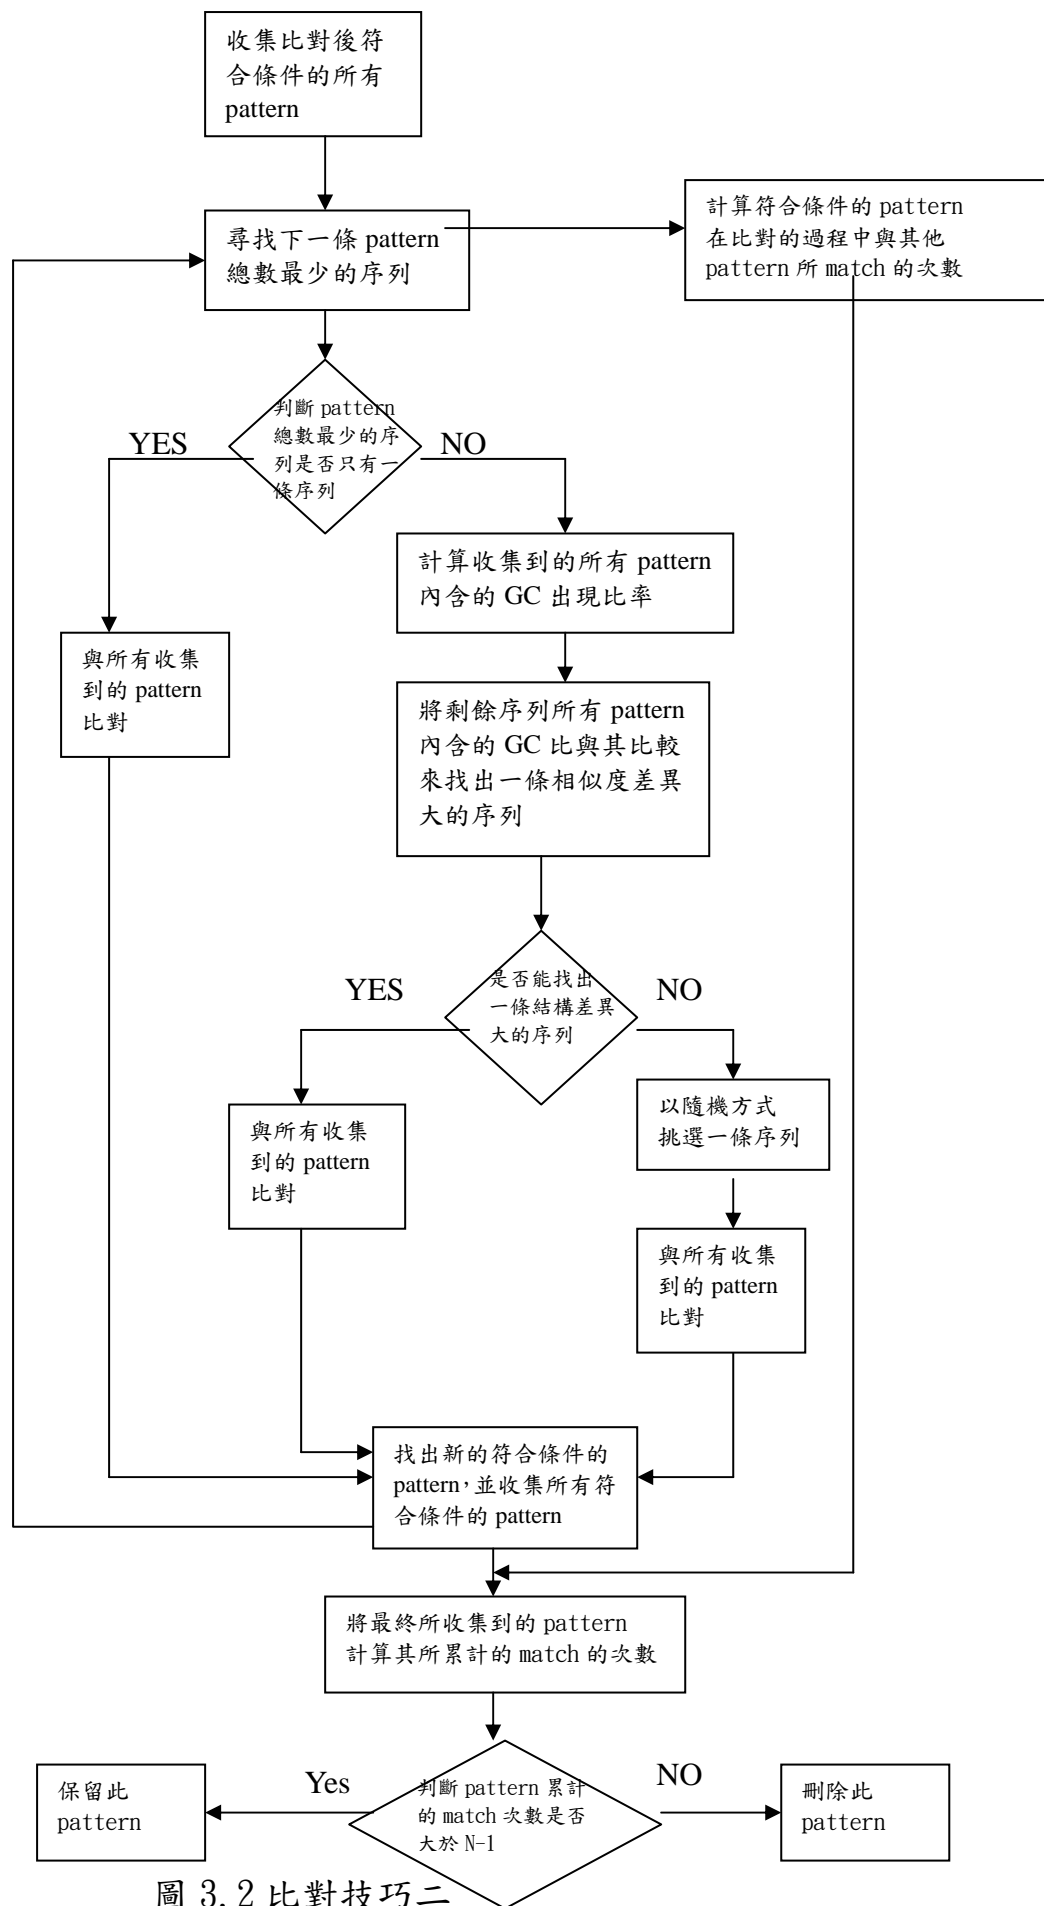 收集比對後符
合條件的所有
pattern
尋找下一條 pattern
總數最少的序列
計算符合條件的 pattern
在比對的過程中與其他
pattern 所 match 的次數
判斷 pattern
總數最少的序
列是否只有一
條序列
YES
NO
計算收集到的所有 pattern
內含的 GC 出現比率
與所有收集
到的 pattern
比對
將剩餘序列所有 pattern
內含的 GC 比與其比較
來找出一條相似度差異
大的序列
是否能找出
一條結構差異
大的序列
YES
NO
與所有收集
到的 pattern
比對
以隨機方式
挑選一條序列
與所有收集
到的 pattern
比對
找出新的符合條件的
pattern，並收集所有符
合條件的 pattern
將最終所收集到的 pattern
計算其所累計的 match 的次數
判斷 pattern 累計
的 match 次數是否
大於 N-1
Yes
NO
保留此
pattern
刪除此
pattern
圖 3.2 比對技巧二